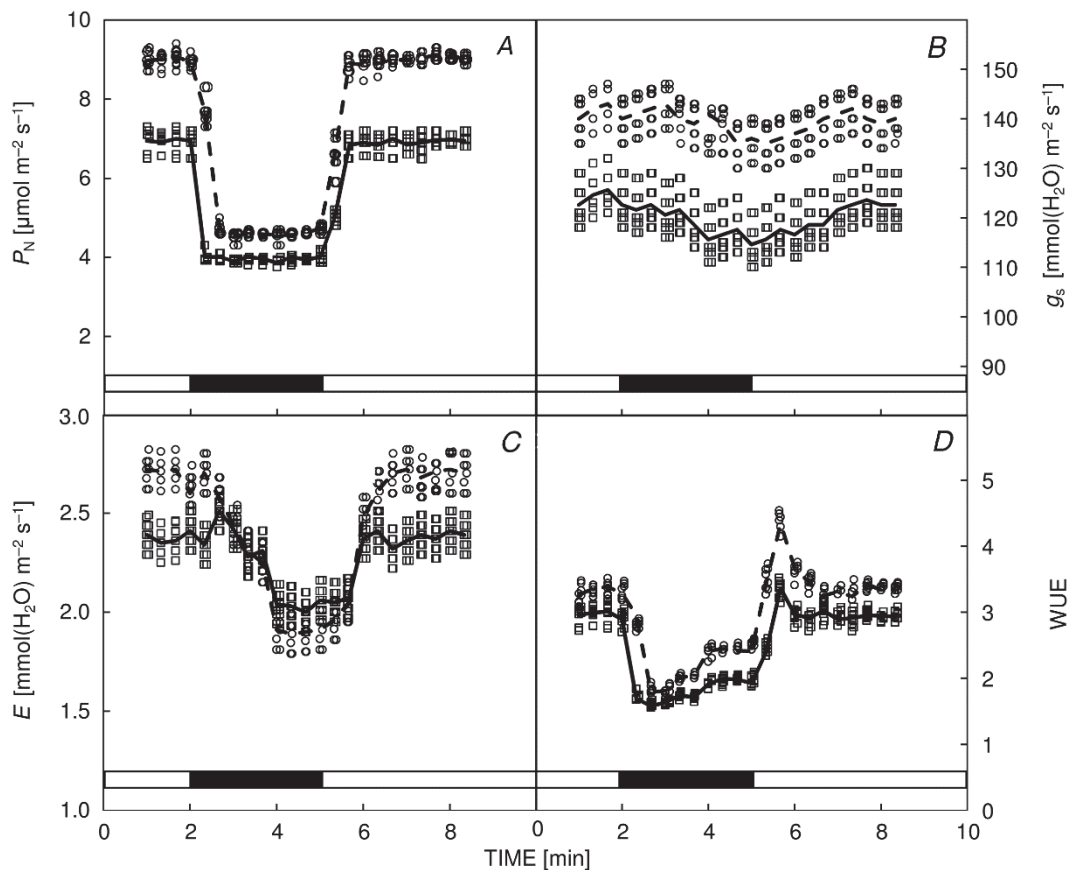 10
8
6
4
2
P_N [µmol m⁻² s⁻¹]
A
B
150
140
130
120
110
100
90
g_s [mmol(H₂O) m⁻² s⁻¹]
3.0
2.5
2.0
1.5
1.0
E [mmol(H₂O) m⁻² s⁻¹]
C
D
5
4
3
2
1
0
WUE
0 2 4 6 8 0 2 4 6 8 10
TIME [min]